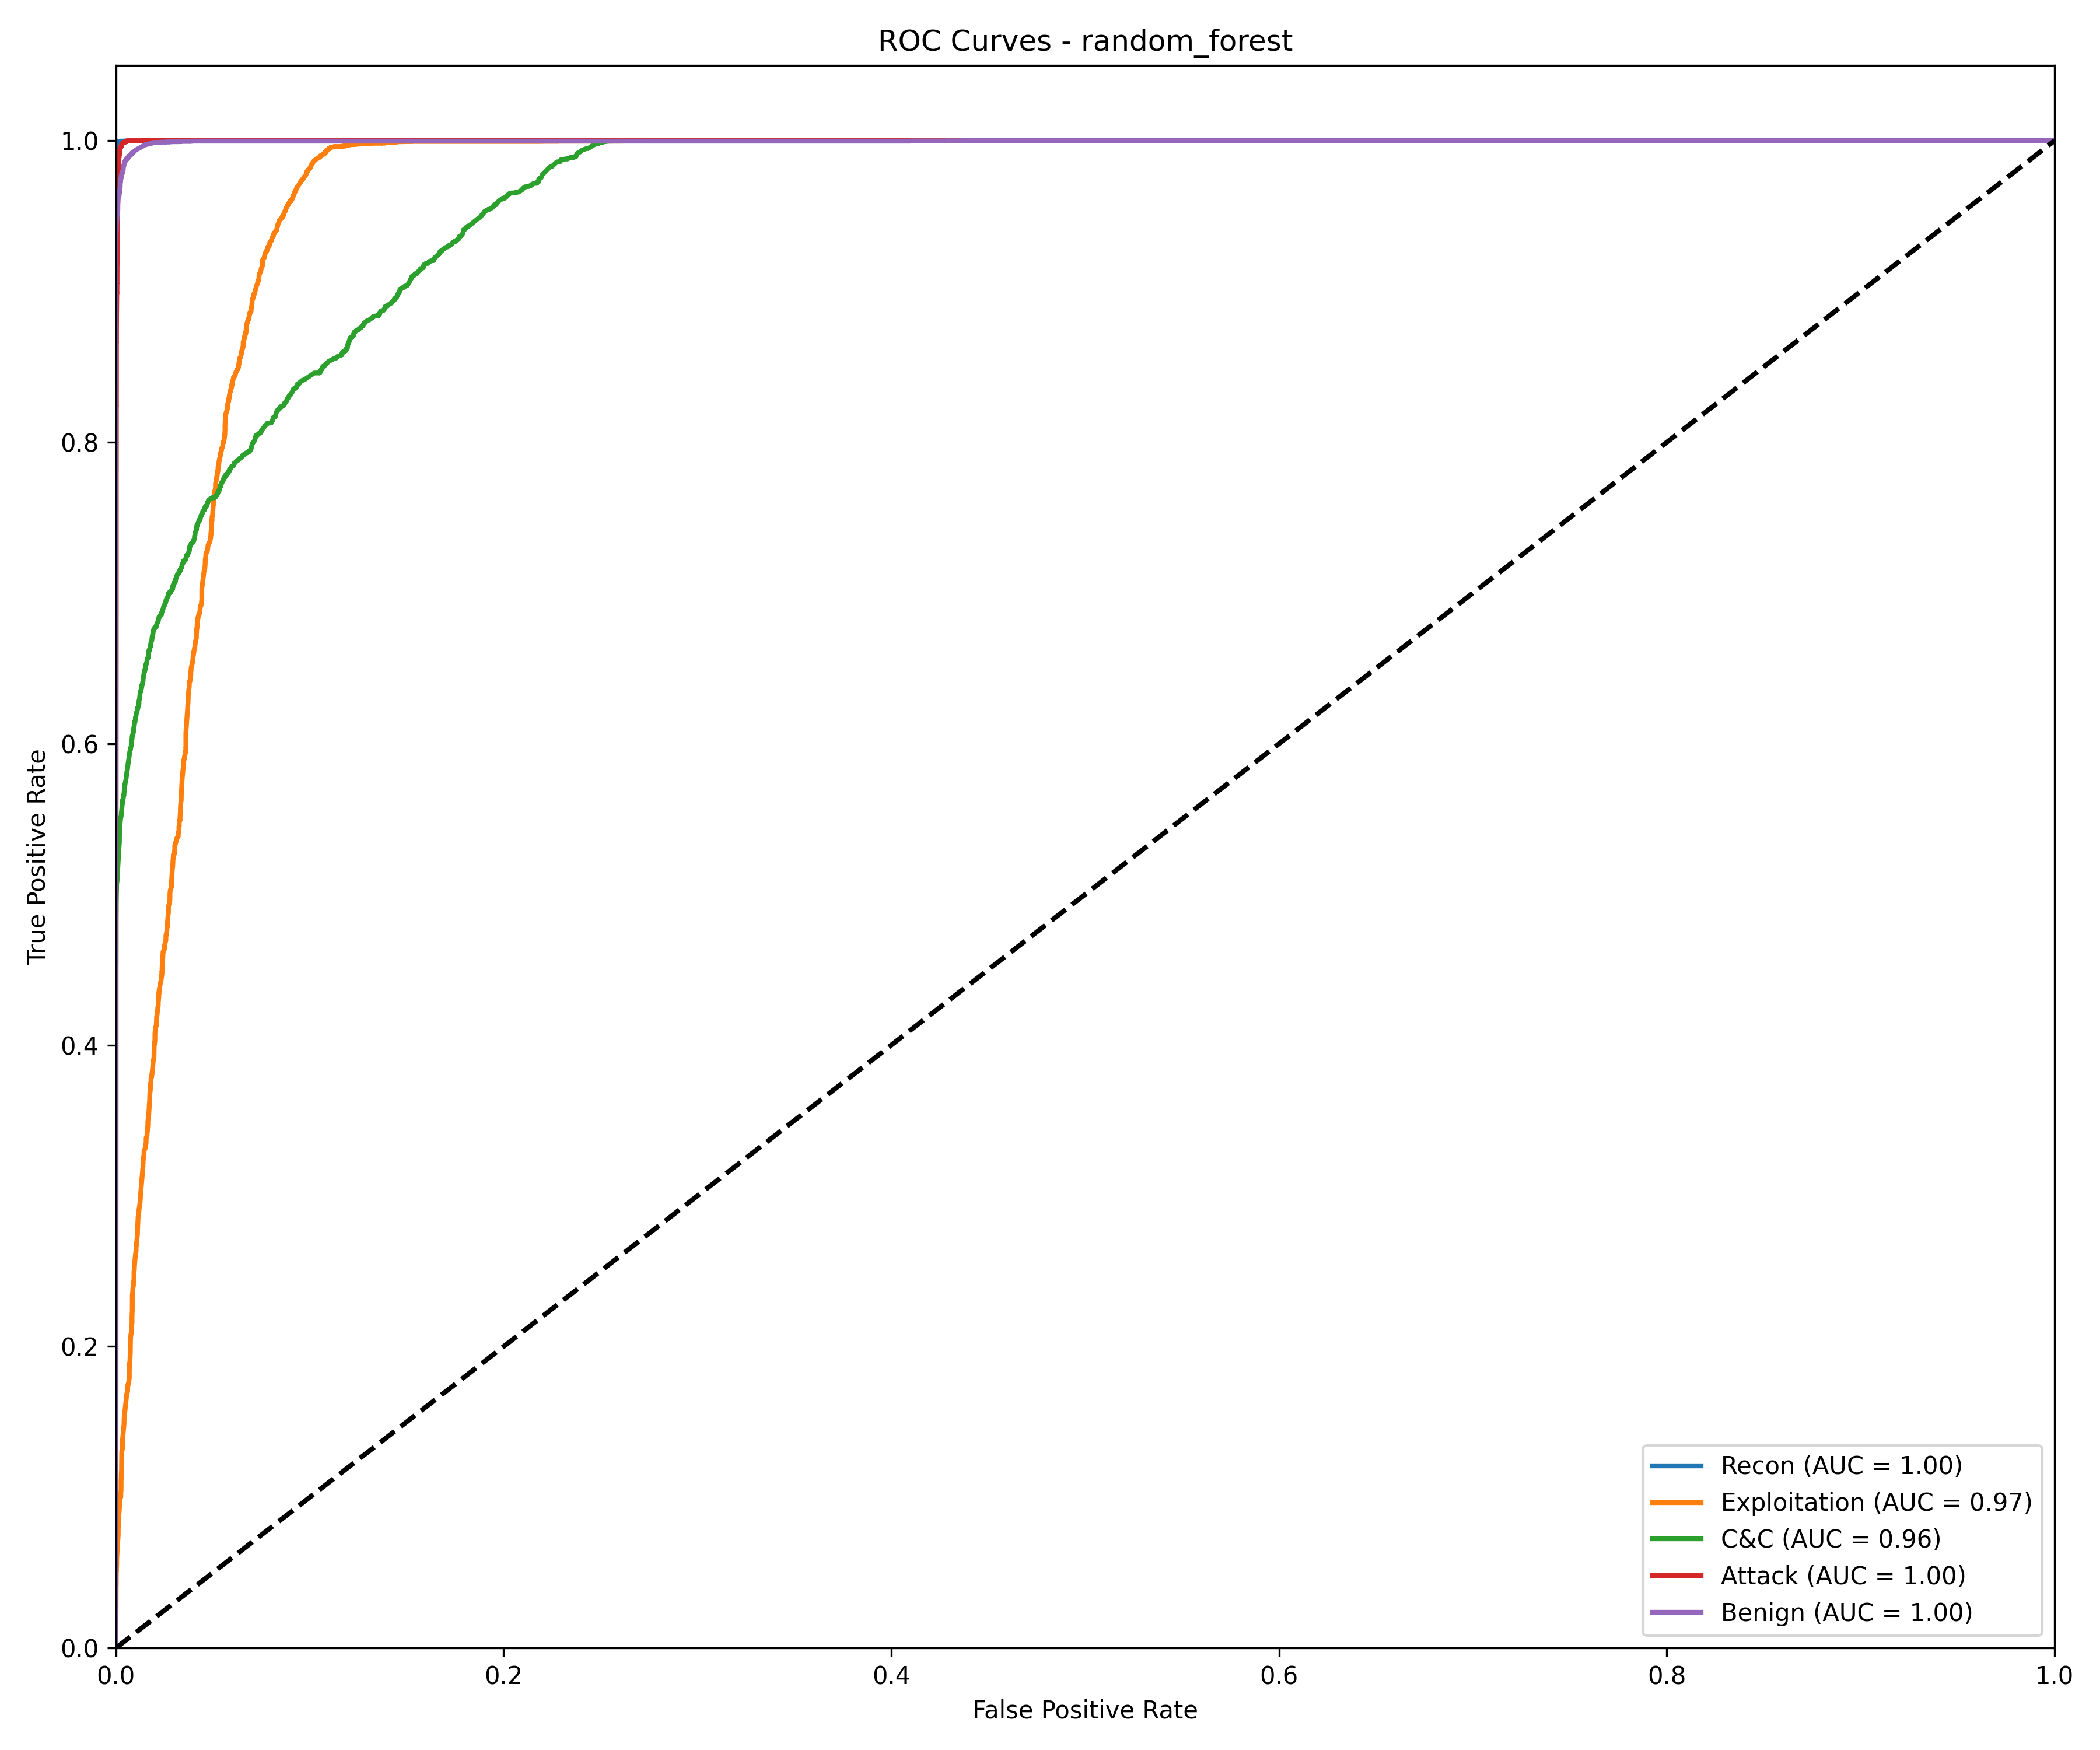 ROC Curves - random_forest
True Positive Rate
1.0
0.8
0.6
0.4
0.2
0.0
0.0 0.2 0.4 0.6 0.8 1.0
False Positive Rate
Recon (AUC = 1.00)
Exploitation (AUC = 0.97)
C&C (AUC = 0.96)
Attack (AUC = 1.00)
Benign (AUC = 1.00)